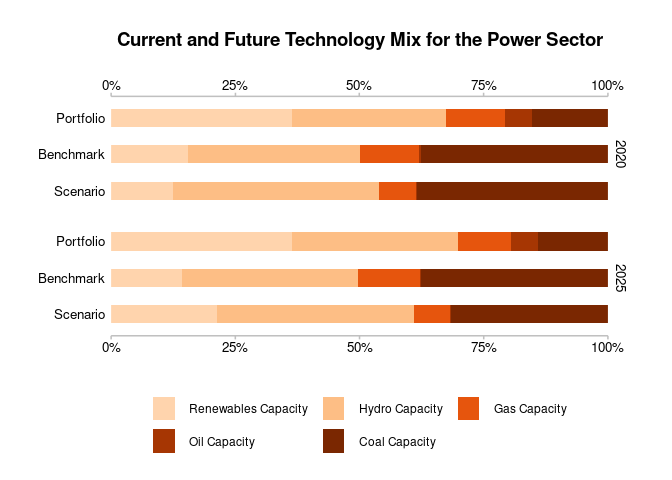 Current and Future Technology Mix for the Power Sector
0% 25% 50% 75% 100%
Portfolio
Benchmark
Scenario
2020
Portfolio
Benchmark
Scenario
2025
0% 25% 50% 75% 100%
Renewables Capacity Hydro Capacity Gas Capacity
Oil Capacity Coal Capacity